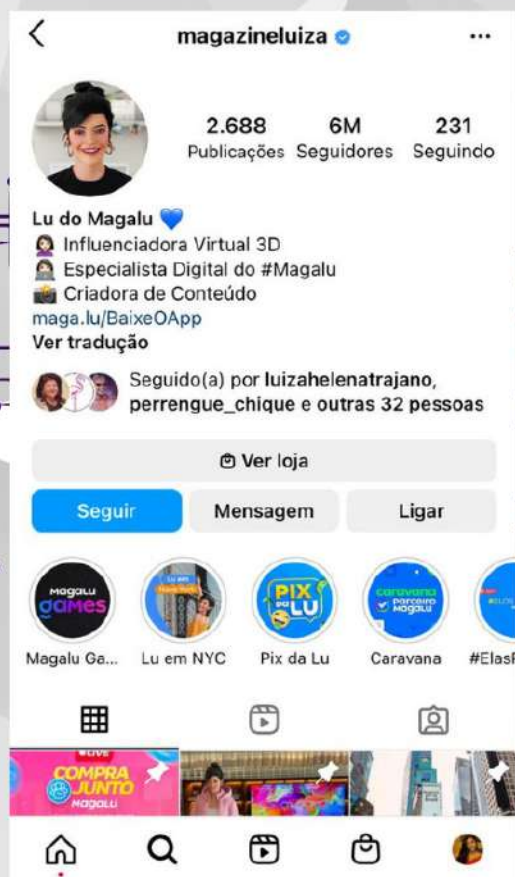 magazineluiza
2.688 6M 231
Publicações Seguidores Seguindo
Lu do Magalu
Influenciadora Virtual 3D
Especialista Digital do #Magalu
Criadora de Conteúdo
maga.lu/BaixeOApp
Ver tradução
Seguido(a) por luizahelenatrajano,
perrengue_chique e outras 32 pessoas
Ver loja
Seguir Mensagem Ligar
Magalu
games
Lu em
PIX
DA LU
caravana
parceiro
Magalu
Magalu Ga... Lu em NYC Pix da Lu Caravana #ElasF
LIVE
COMPRA
JUNTO
MAGALU